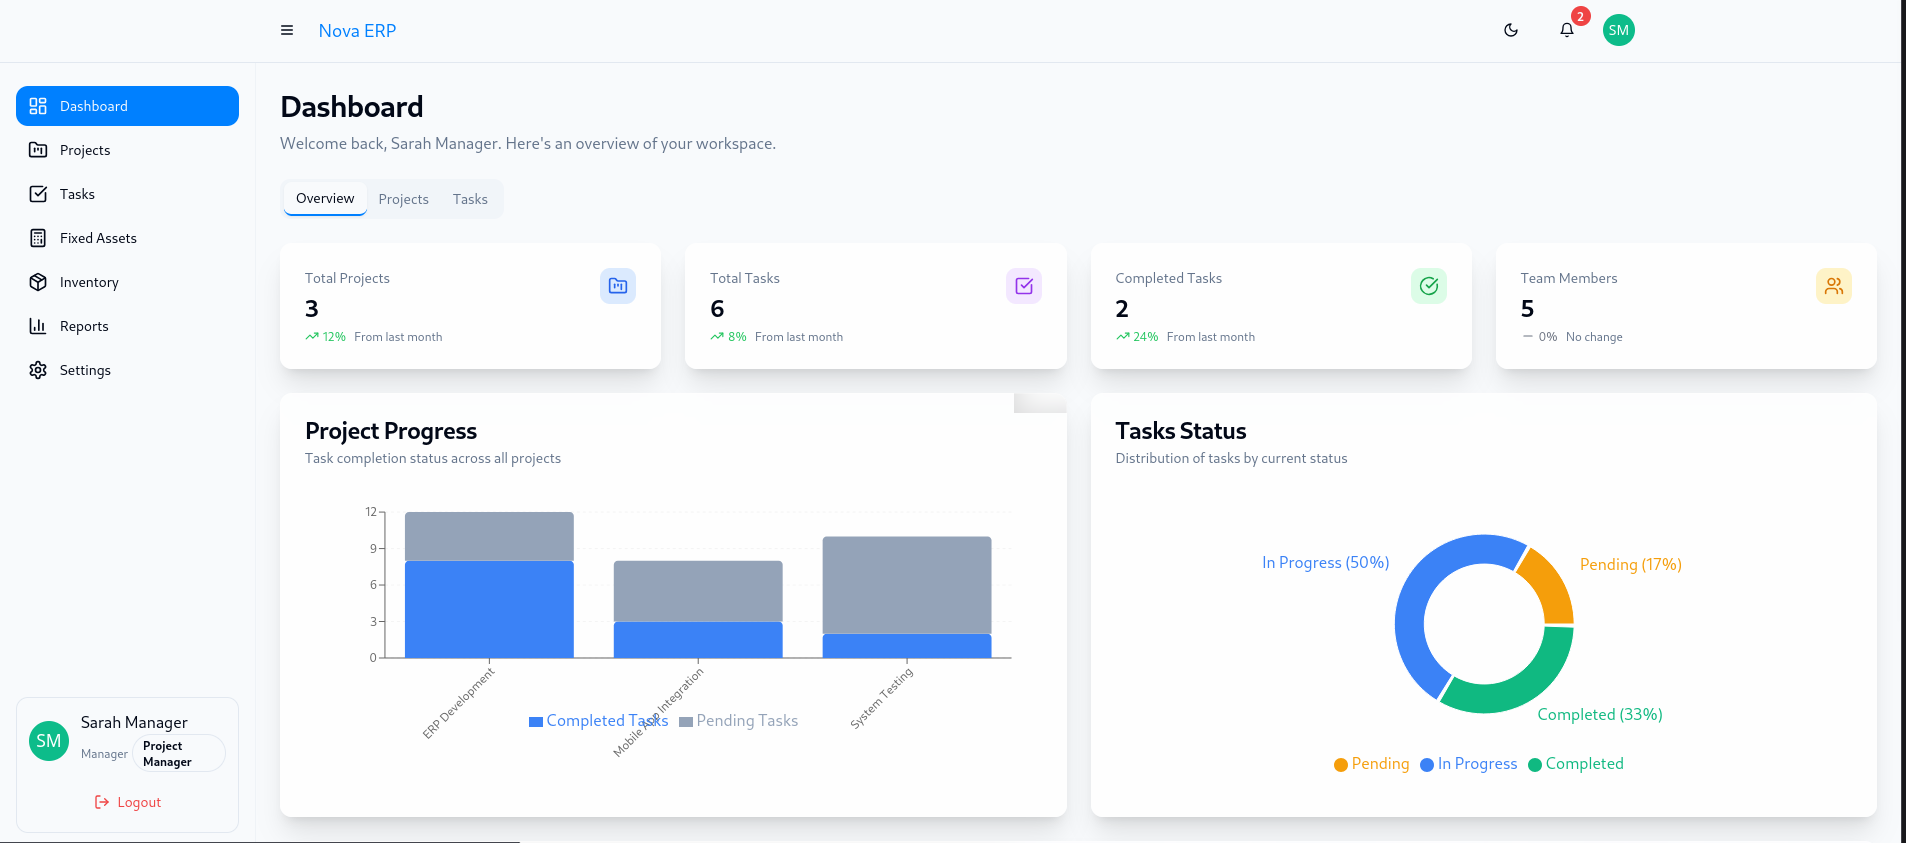 Nova ERP
2
SM
Dashboard
Projects
Tasks
Fixed Assets
Inventory
Reports
Settings
Dashboard
Welcome back, Sarah Manager. Here's an overview of your workspace.
Overview Projects Tasks
Total Projects
3
12% From last month
Total Tasks
6
8% From last month
Completed Tasks
2
24% From last month
Team Members
5
0% No change
Project Progress
Task completion status across all projects
12
9
6
3
0
ERP Development
Mobile App Integration
System Testing
Completed Tasks Pending Tasks
Tasks Status
Distribution of tasks by current status
In Progress (50%)
Pending (17%)
Completed (33%)
Pending In Progress Completed
SM
Sarah Manager
Manager
Project
Manager
Logout